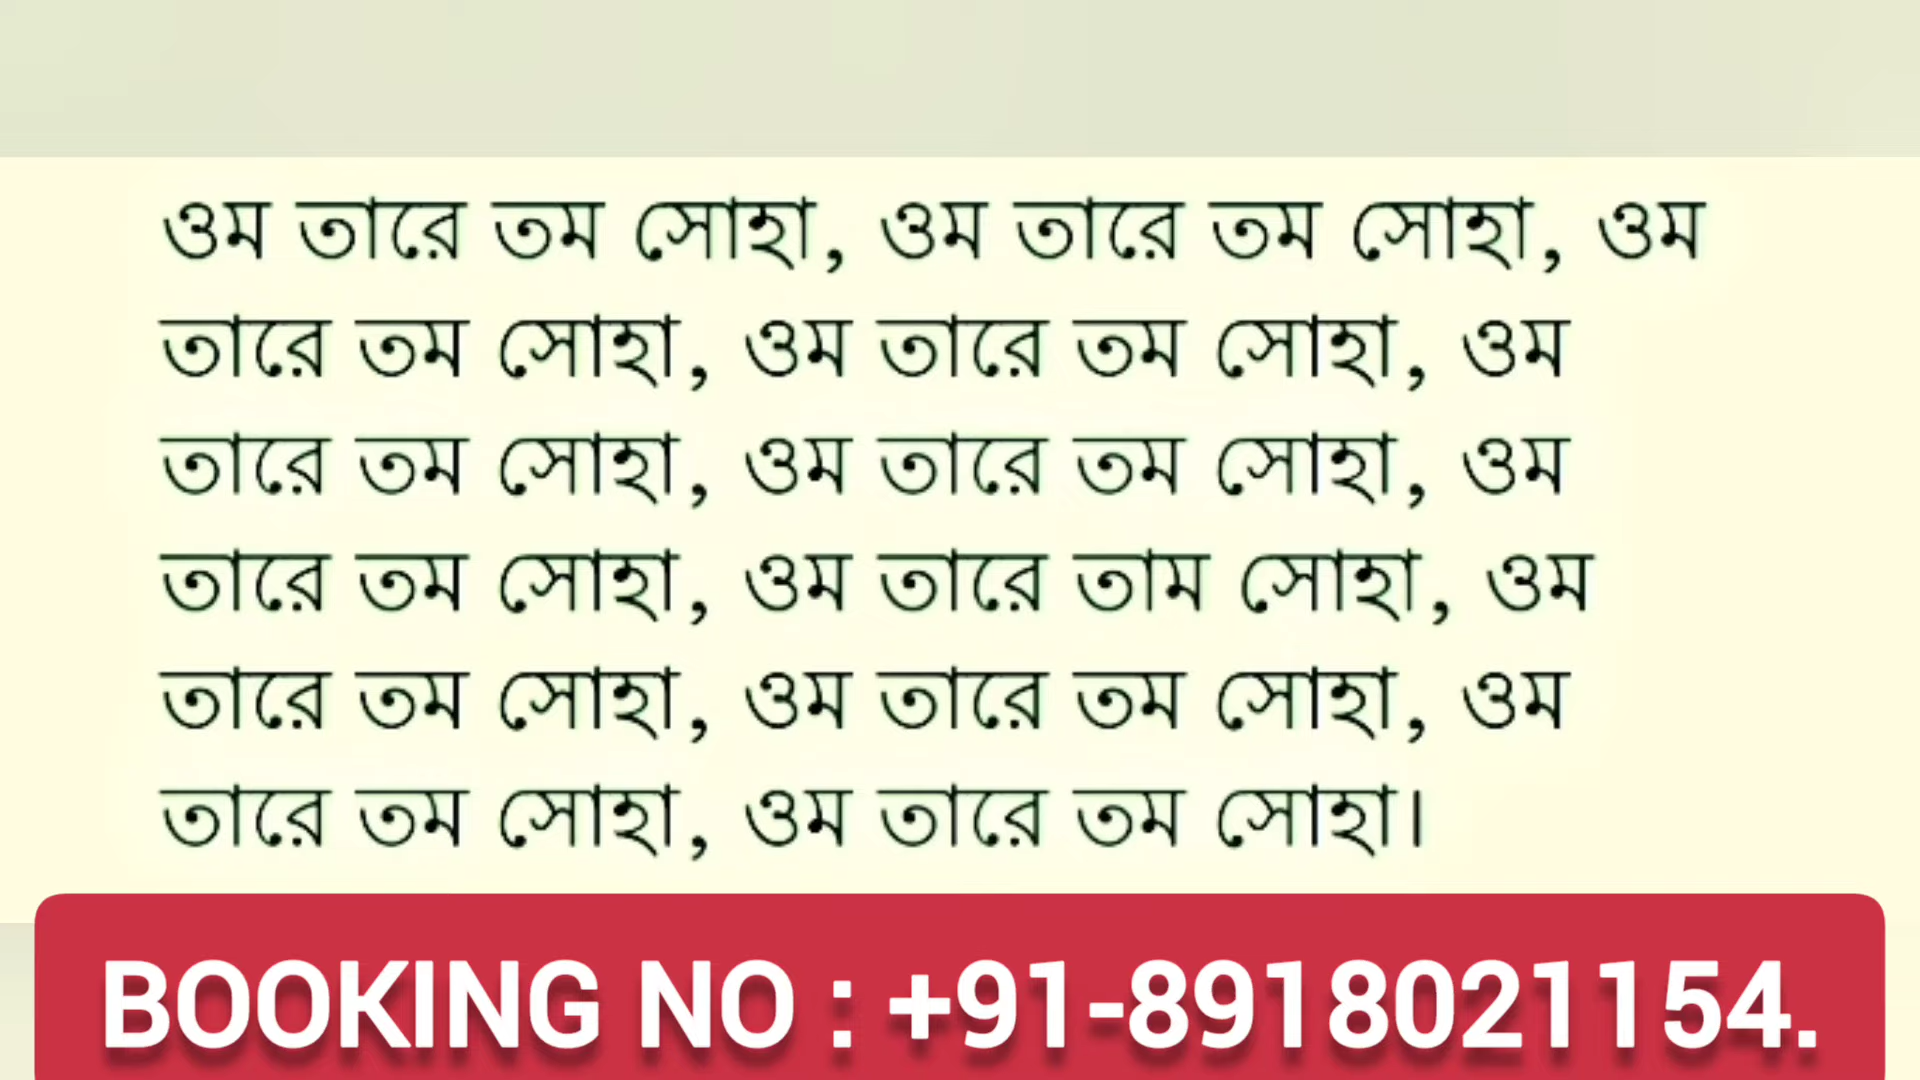 ওম তারে তম সোহা, ওম তারে তম সোহা, ওম
তারে তম সোহা, ওম তারে তম সোহা, ওম
তারে তম সোহা, ওম তারে তম সোহা, ওম
তারে তম সোহা, ওম তারে তাম সোহা, ওম
তারে তম সোহা, ওম তারে তম সোহা, ওম
তারে তম সোহা, ওম তারে তম সোহা।
BOOKING NO : +91-8918021154.